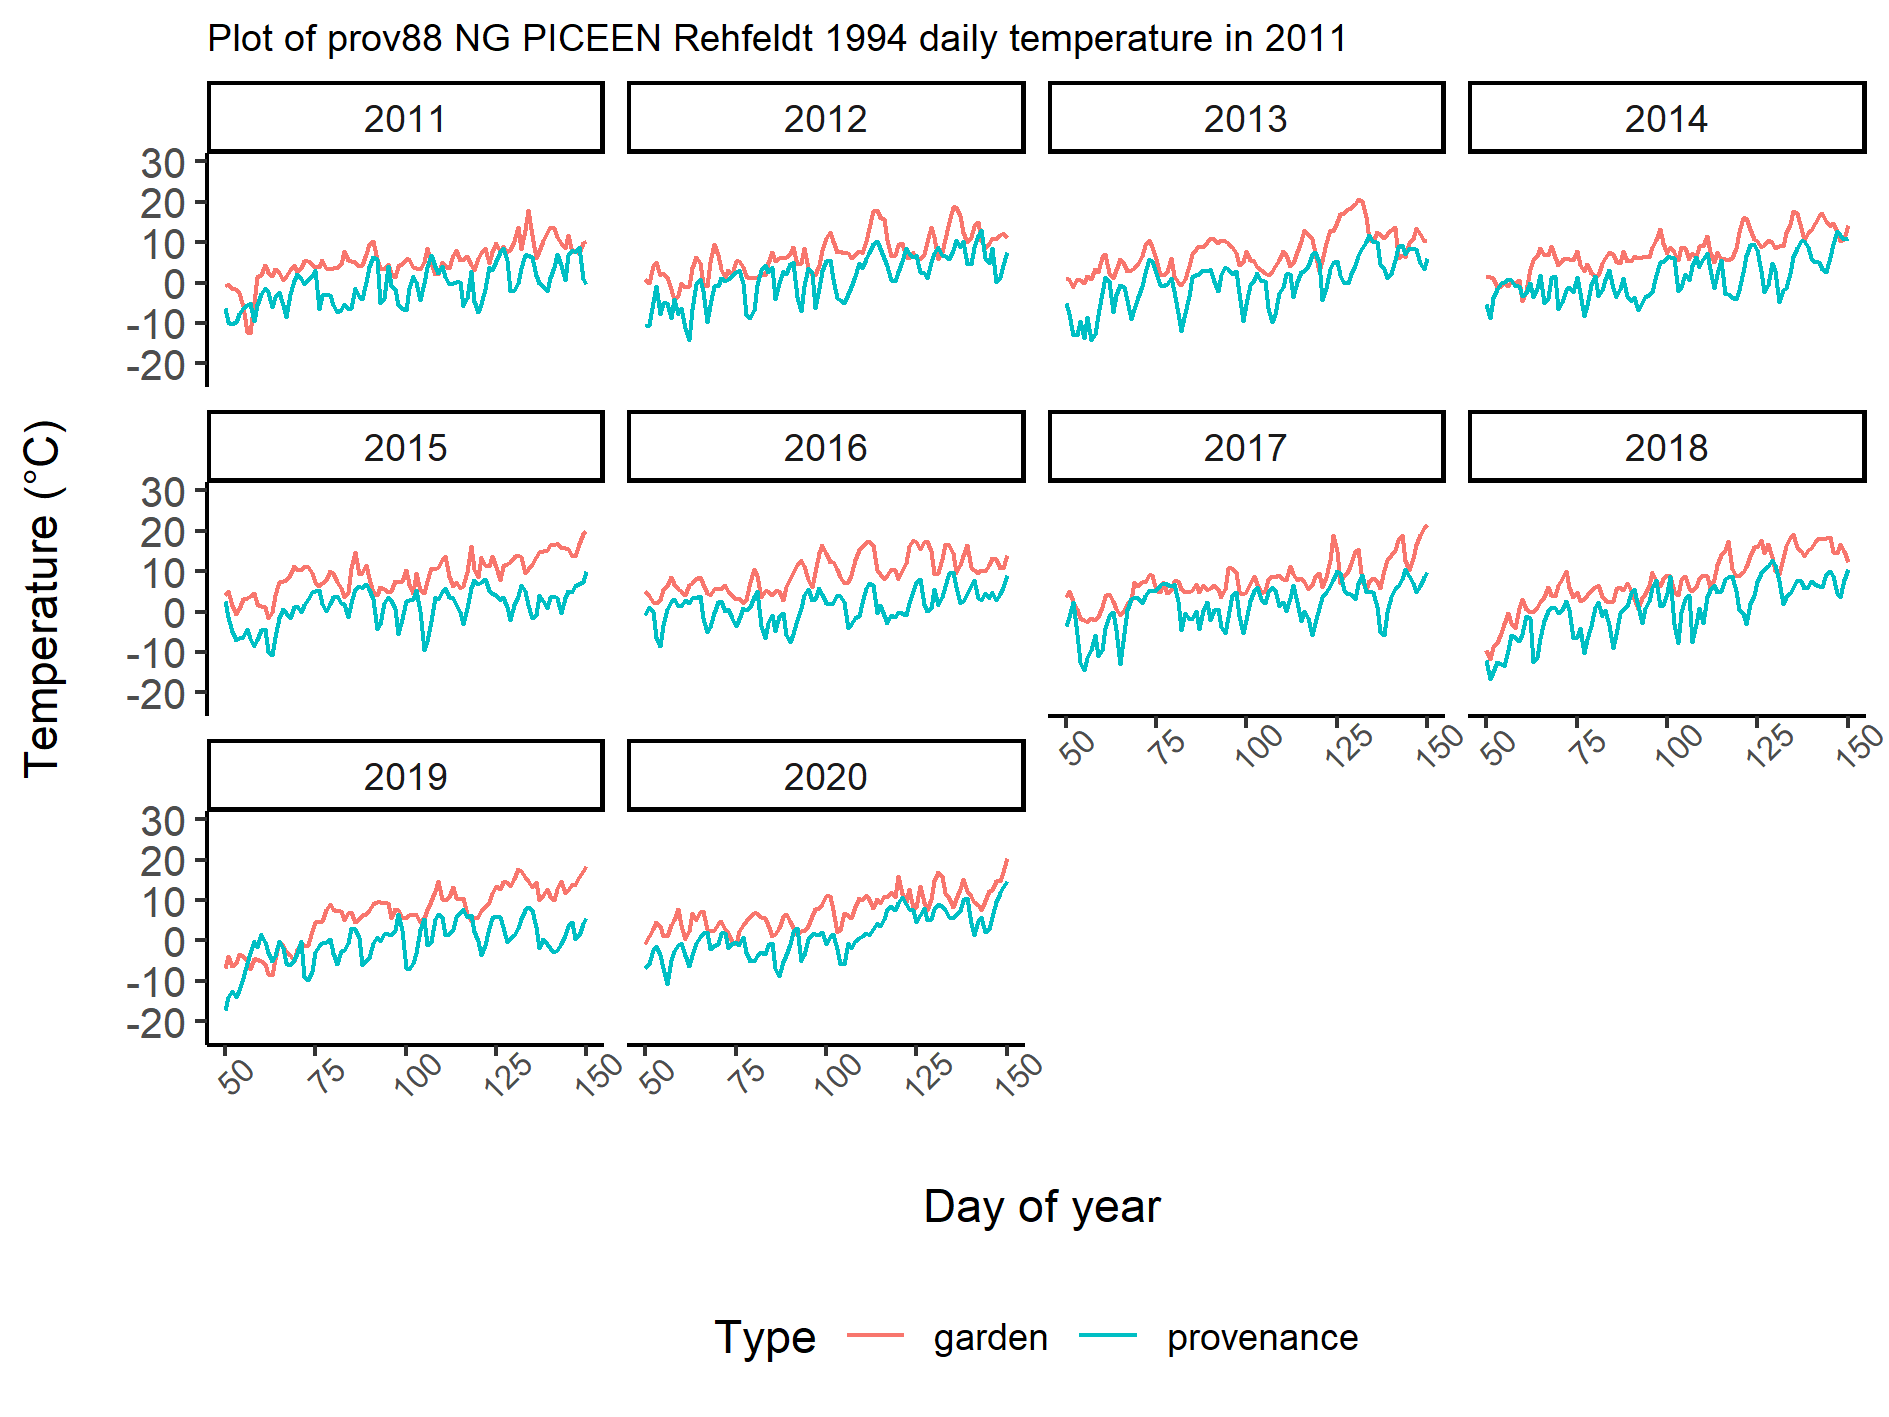 Plot of prov88 NG PICEEN Rehfeldt 1994 daily temperature in 2011
2011 2012 2013 2014
30
20
10
0
-10
-20
2015 2016 2017 2018
30
20
10
0
-10
-20
50 75 100 125 150 50 75 100 125 150
2019 2020
30
20
10
0
-10
-20
50 75 100 125 150 50 75 100 125 150
Temperature (°C)
Day of year
Type garden provenance